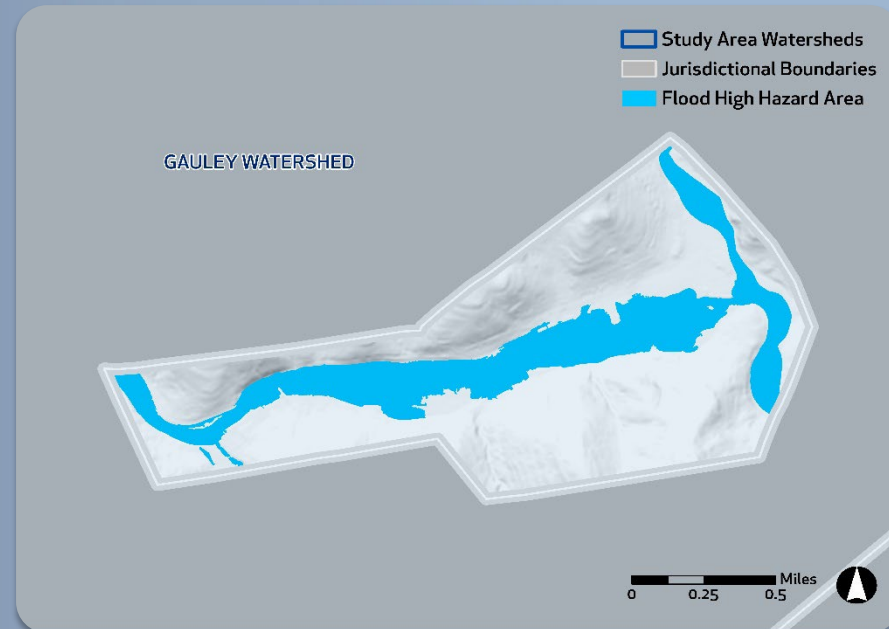 Study Area Watersheds
Jurisdictional Boundaries
Flood High Hazard Area
GAULEY WATERSHED
Miles
0 0.25 0.5